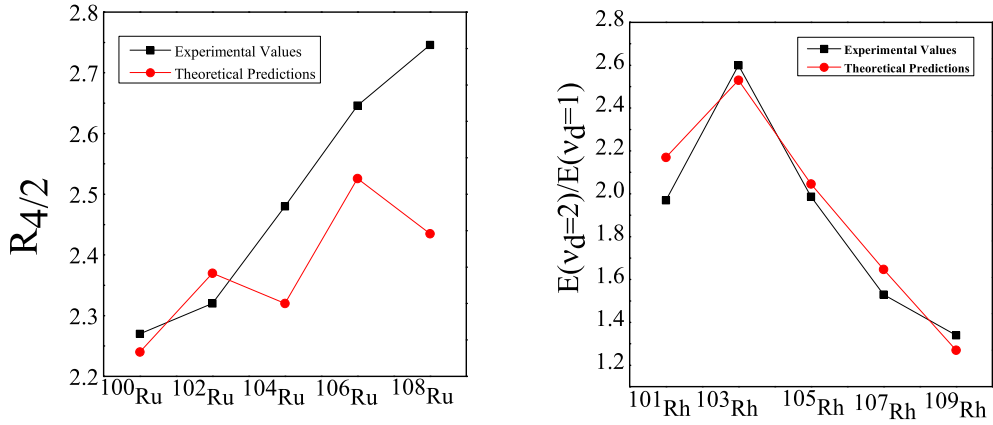 2.8
2.7
2.6
2.5
2.4
2.3
2.2
R4/2
Experimental Values
Theoretical Predictions
100Ru 102Ru 104Ru 106Ru 108Ru
2.6
2.4
2.2
2.0
1.8
1.6
1.4
1.2
E(νd=2)/E(νd=1)
Experimental Values
Theoretical Predictions
101Rh 103Rh 105Rh 107Rh 109Rh